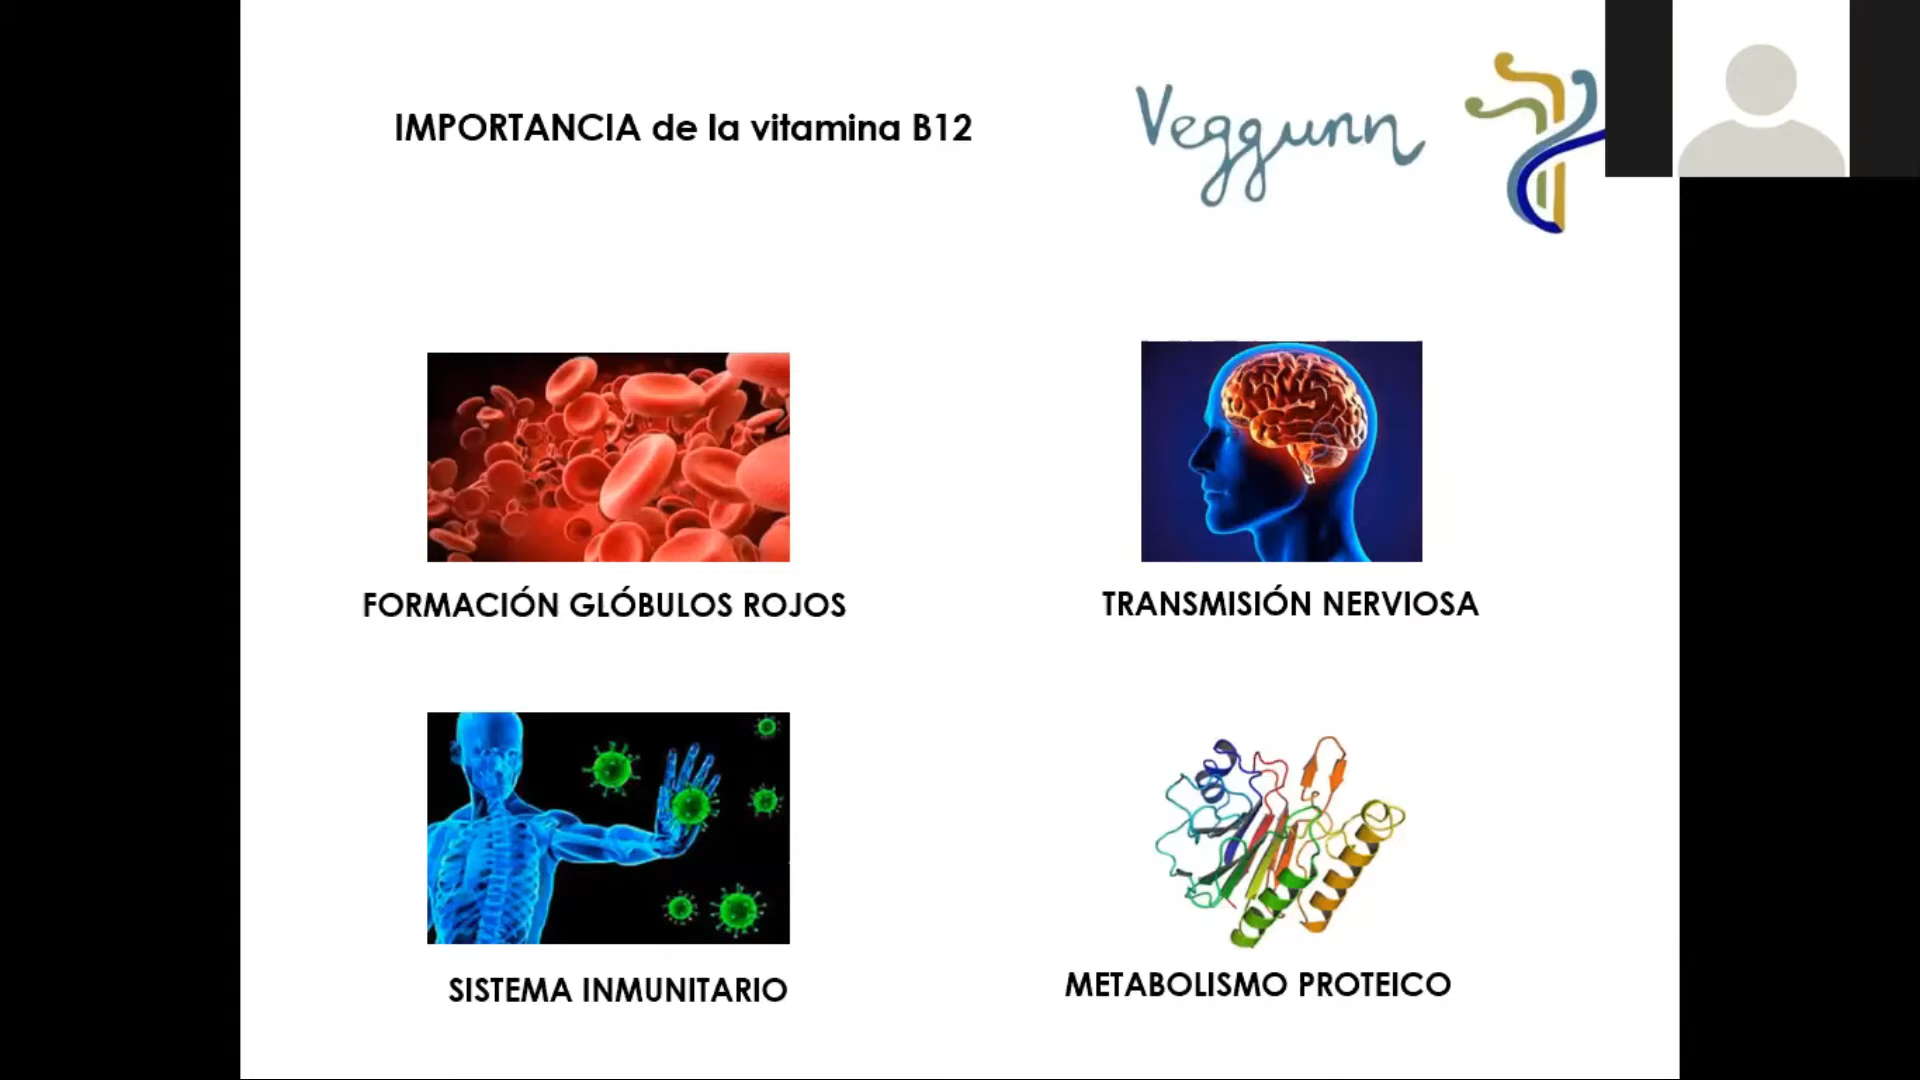 IMPORTANCIA de la vitamina B12
Veggunn
FORMACIÓN GLÓBULOS ROJOS
TRANSMISIÓN NERVIOSA
SISTEMA INMUNITARIO
METABOLISMO PROTEICO